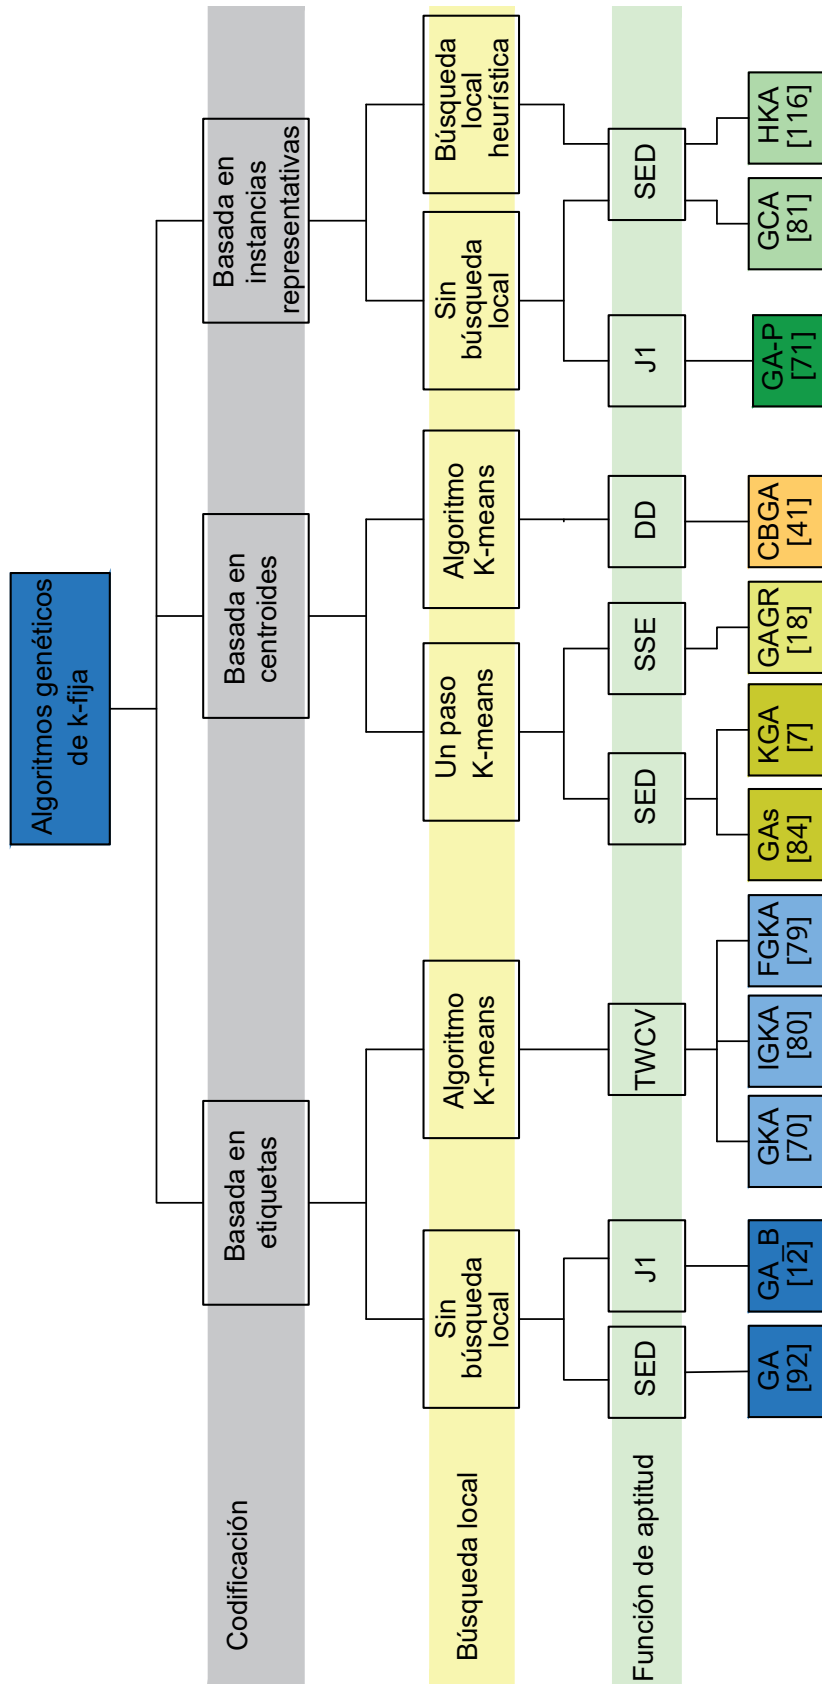 Algoritmos genéticos
de k-fija
Codificación
Basada en
etiquetas
Basada en
centroides
Basada en
instancias
representativas
Búsqueda local
Sin
búsqueda
local
Algoritmo
K-means
Un paso
K-means
Algoritmo
K-means
Sin
búsqueda
local
Búsqueda
local
heurística
Función de aptitud
SED
J1
TWCV
SED
SSE
DD
J1
SED
GA
[92]
GA_B
[12]
GKA
[70]
IGKA
[80]
FGKA
[79]
GAs
[84]
KGA
[7]
GAGR
[18]
CBGA
[41]
GA-P
[71]
GCA
[81]
HKA
[116]